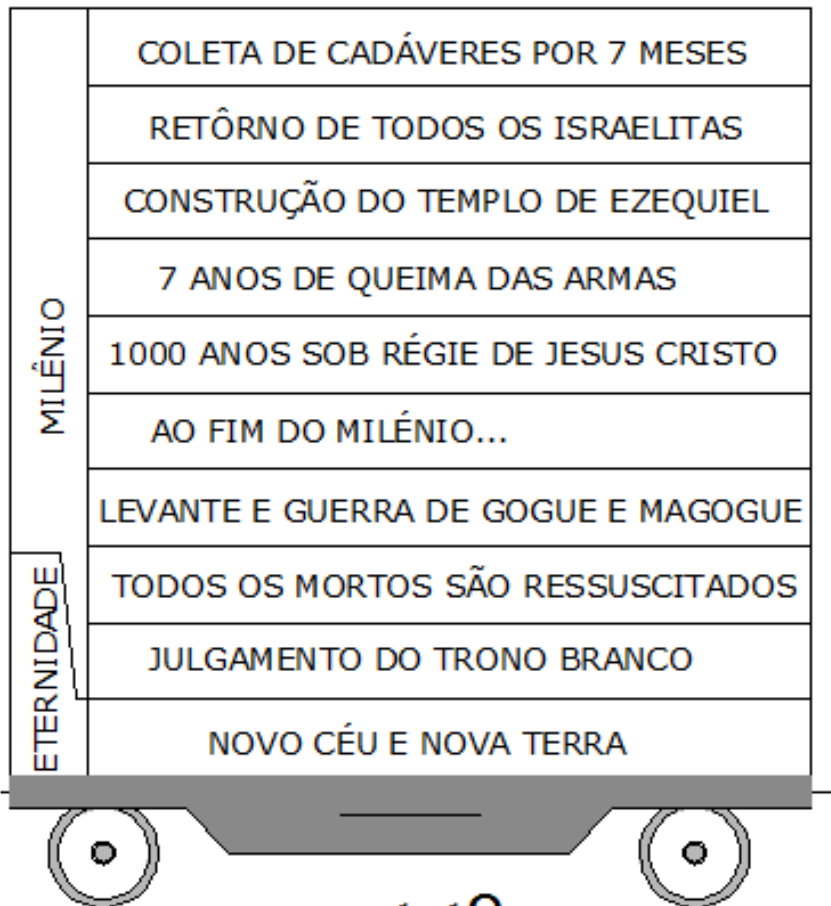 COLETA DE CADÁVERES POR 7 MESES
RETÔRNO DE TODOS OS ISRAELITAS
CONSTRUÇÃO DO TEMPLO DE EZEQUIEL
7 ANOS DE QUEIMA DAS ARMAS
1000 ANOS SOB RÉGIE DE JESUS CRISTO
AO FIM DO MILÉNIO...
LEVANTE E GUERRA DE GOGUE E MAGOGUE
TODOS OS MORTOS SÃO RESSUSCITADOS
JULGAMENTO DO TRONO BRANCO
NOVO CÉU E NOVA TERRA
MILÊNIO
ETERNIDADE